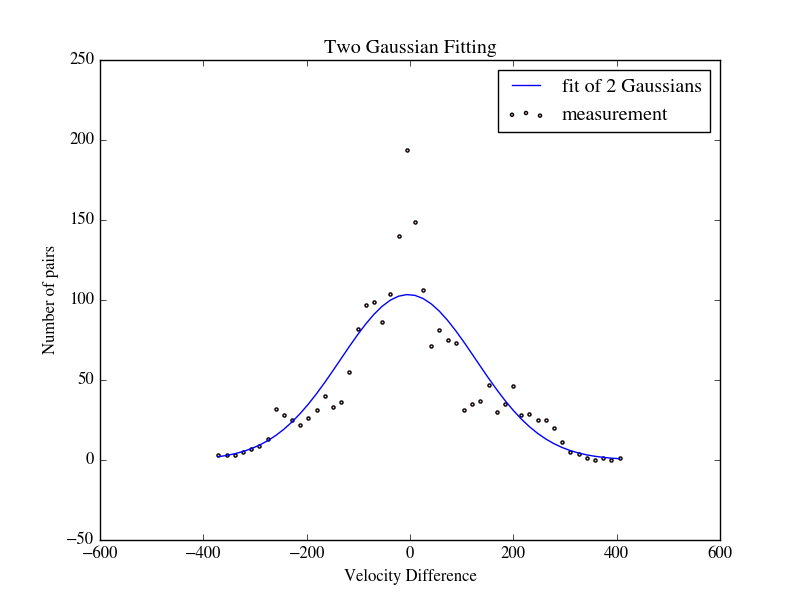 Two Gaussian Fitting
250
200
150
100
50
0
−50
−600
−400
−200
0
200
400
600
Number of pairs
Velocity Difference
fit of 2 Gaussians
measurement